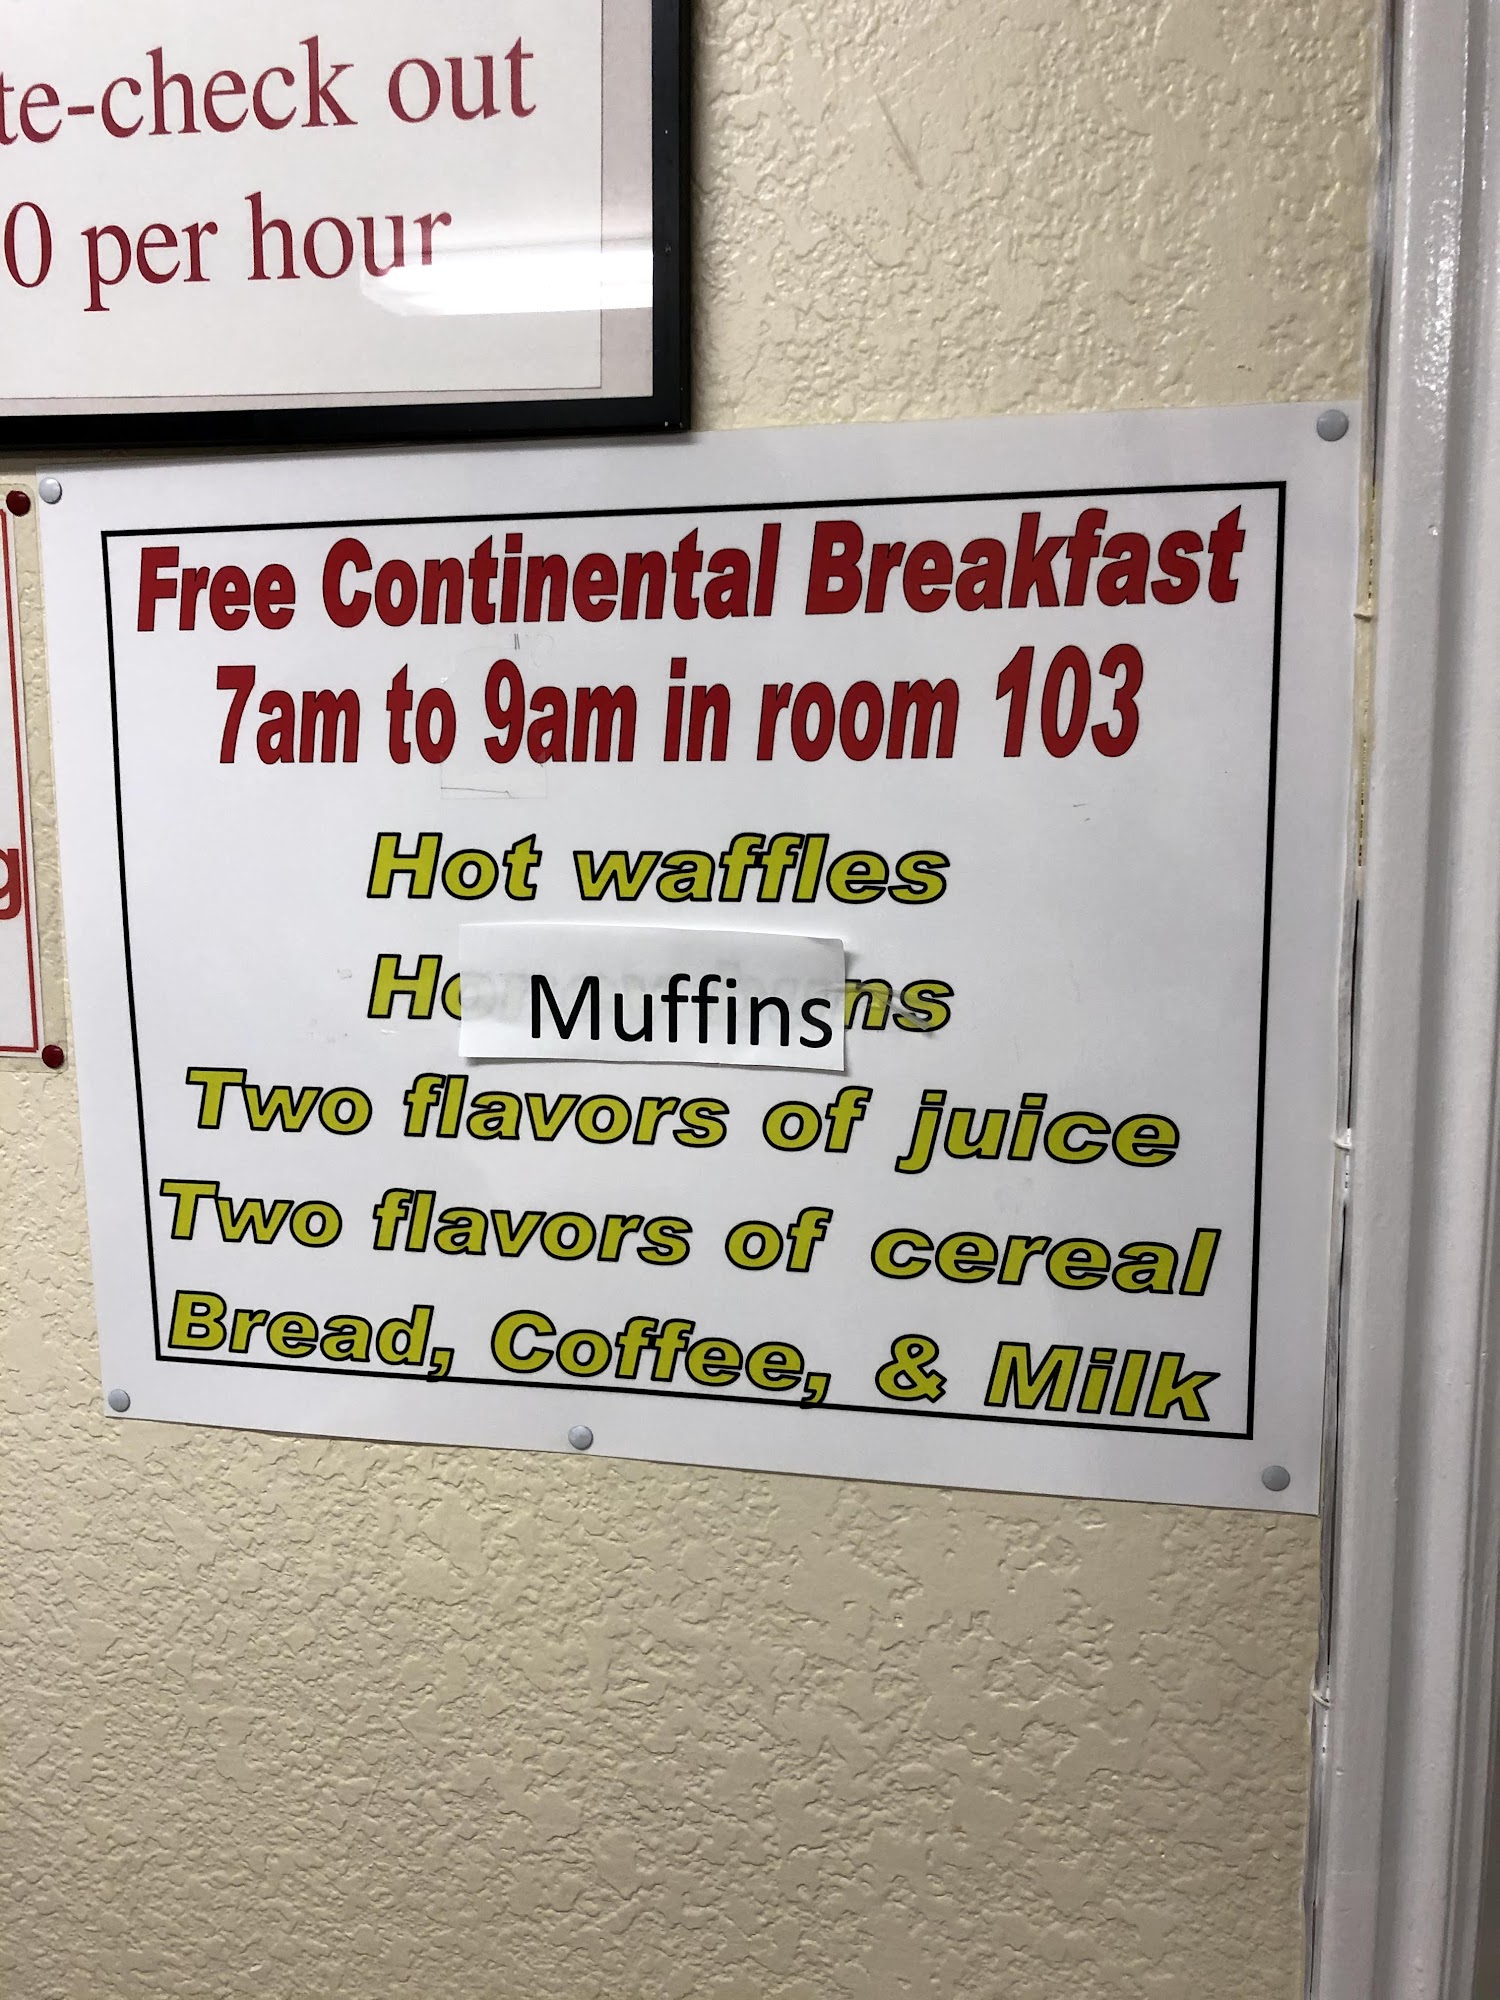 te-check out
0 per hour
g
Free Continental Breakfast
7am to 9am in room 103
Hot waffles
Muffins
Two flavors of juice
Two flavors of cereal
Bread, Coffee, & Milk